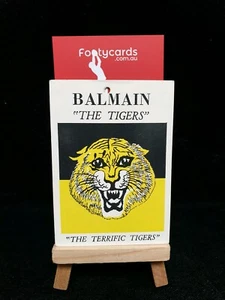 Footycards
.com.au
BALMAIN
"THE TIGERS"
"THE TERRIFIC TIGERS"